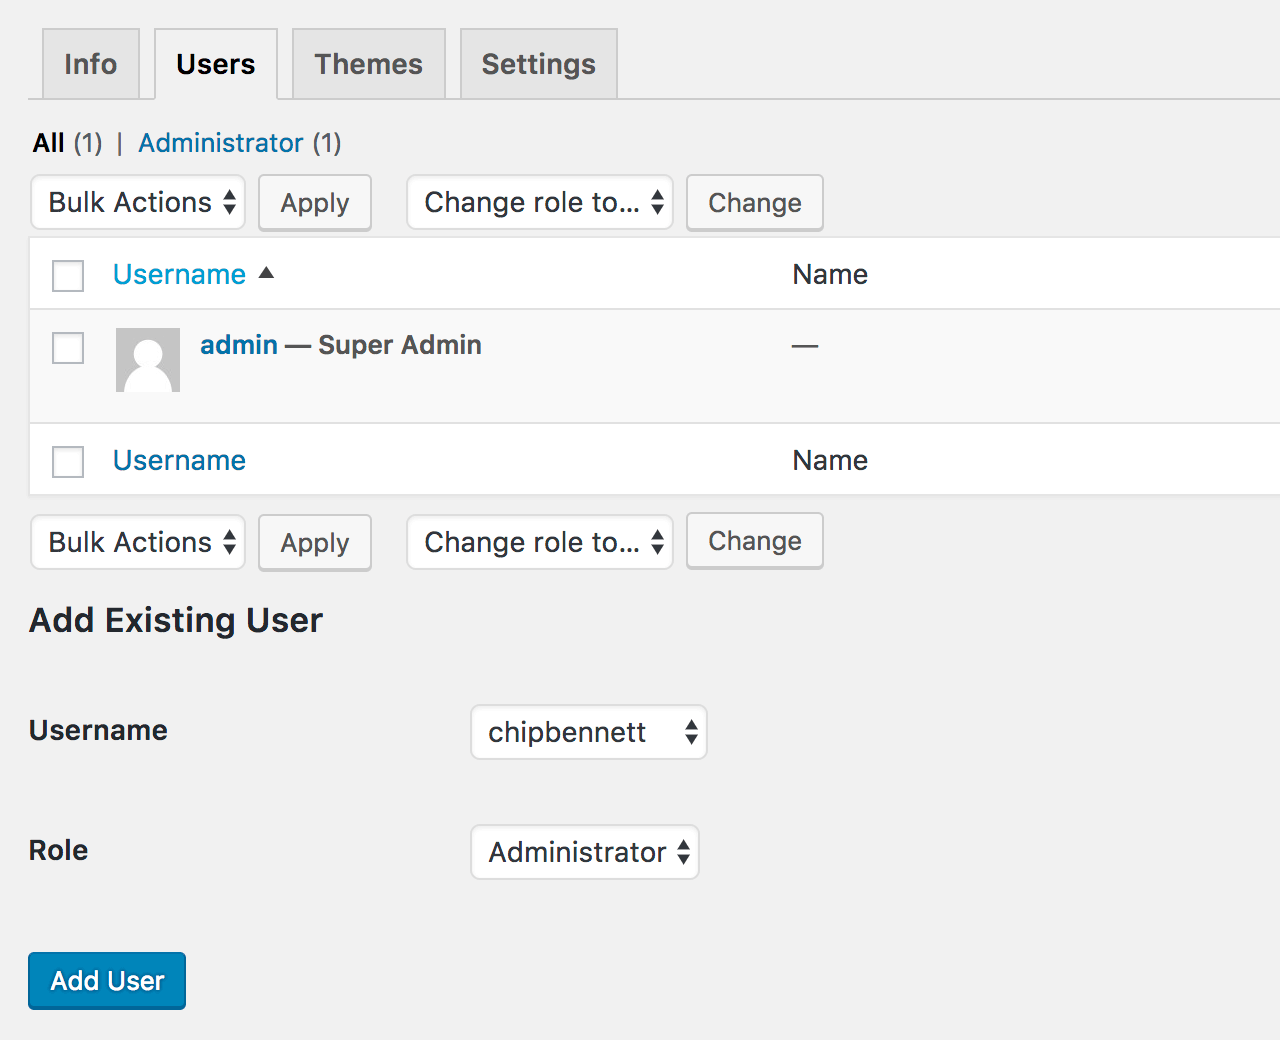 Info Users Themes Settings
All (1) | Administrator (1)
Bulk Actions Apply Change role to... Change
Username Name
admin — Super Admin —
Username Name
Bulk Actions Apply Change role to... Change
Add Existing User
Username chipbennett
Role Administrator
Add User